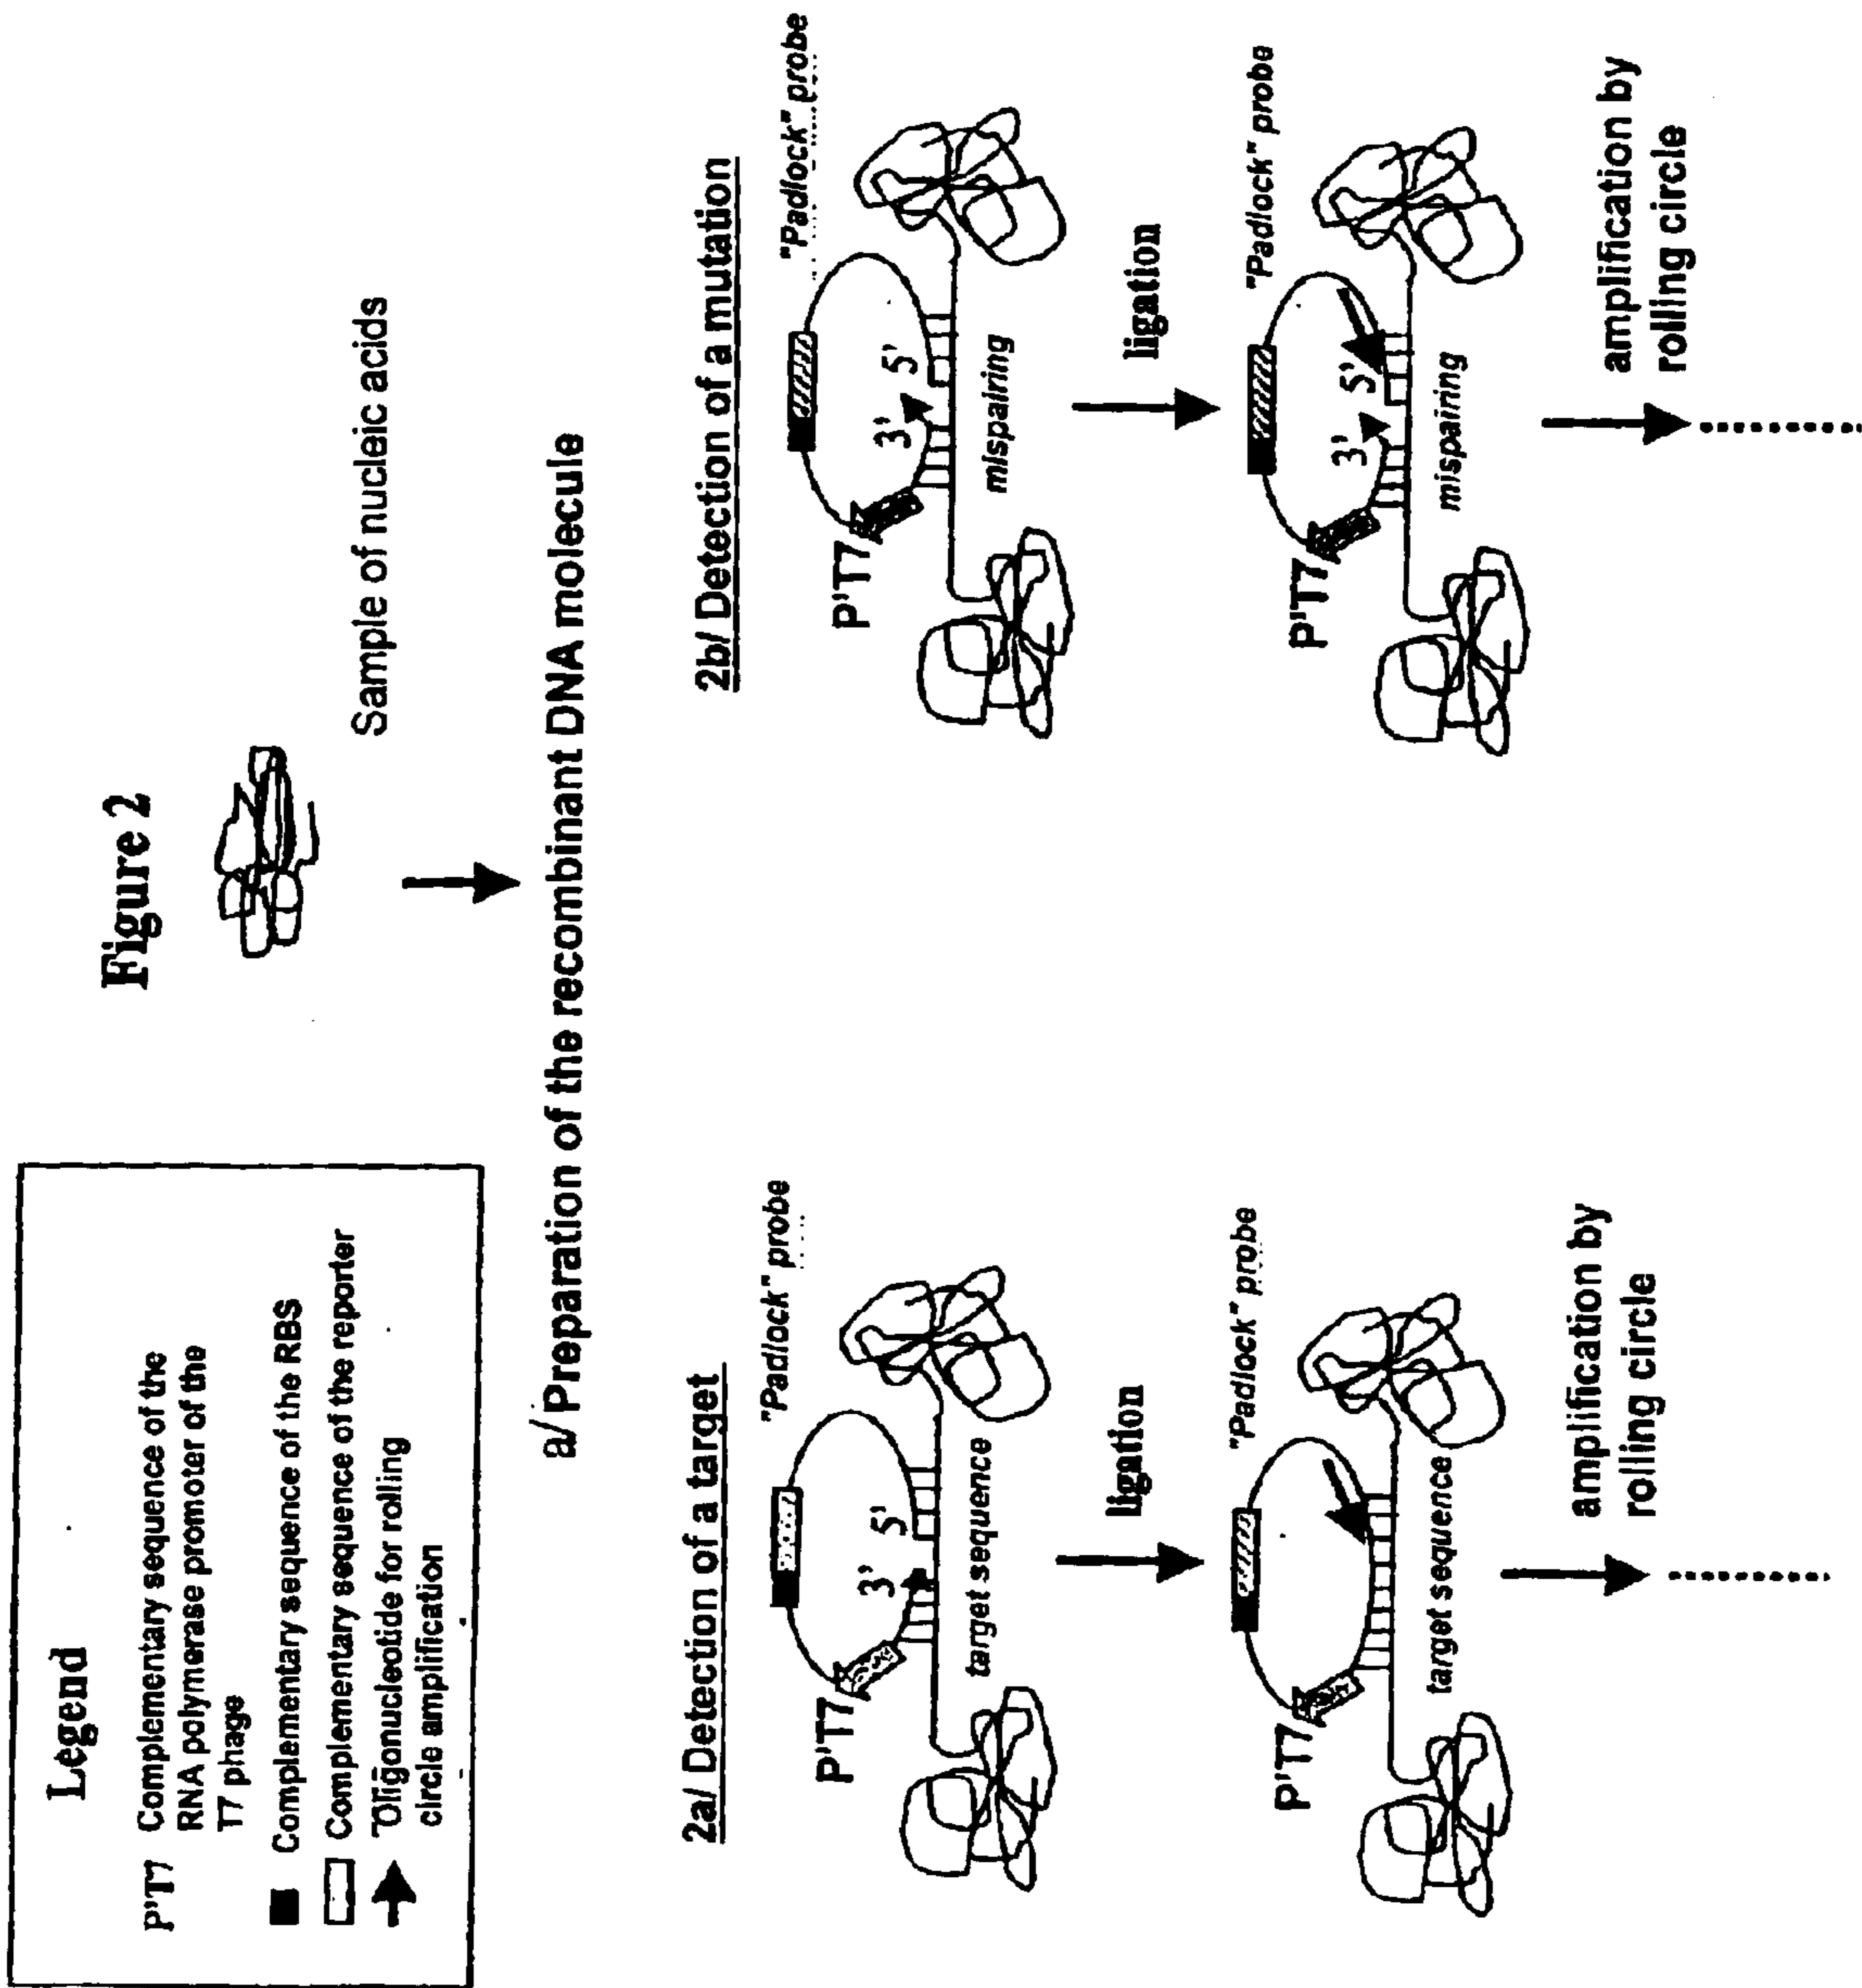 Figure 2
Legend
P'T7 Complementary sequence of the
RNA polymerase promoter of the
T7 phage
Complementary sequence of the RBS
Complementary sequence of the reporter
Oligonucleotide for rolling
circle amplification
Sample of nucleic acids
a/ Preparation of the recombinant DNA molecule
2a/ Detection of a target
"Padlock" probe
P'T7
3' 5'
target sequence
ligation
"Padlock" probe
P'T7
target sequence
amplification by
rolling circle
2b/ Detection of a mutation
"Padlock" probe
P'T7
3' 5'
mispairing
ligation
"Padlock" probe
P'T7
3' 5'
mispairing
amplification by
rolling circle